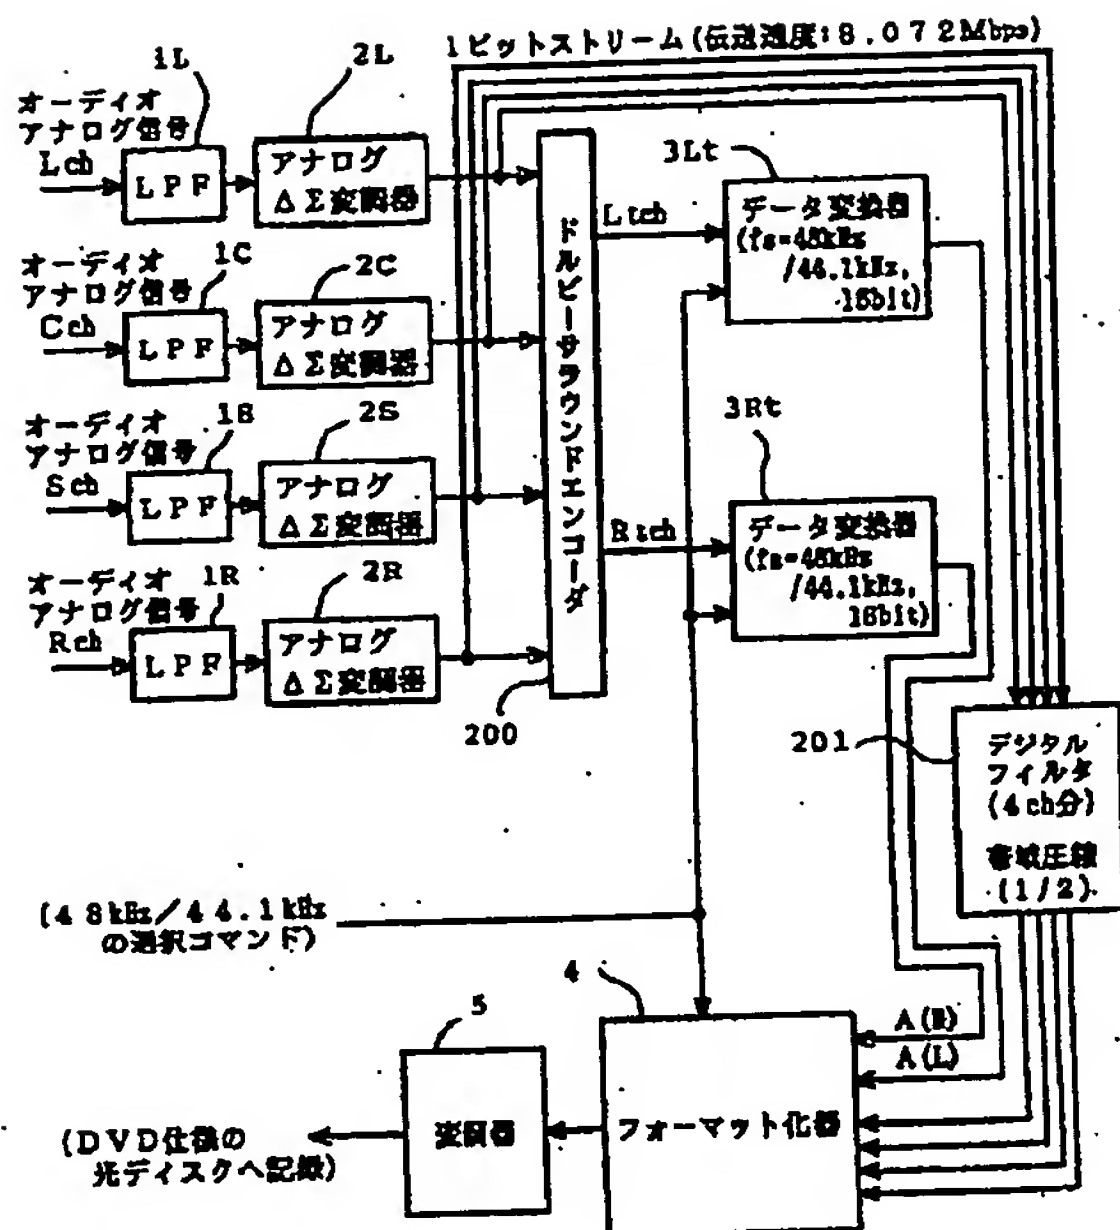 1ビットストリーム(伝送速度:8.072Mbps)
1L
2L
オーディオ
アナログ信号
Lch
LPF
アナログ
ΔΣ変調器
3Lt
Ltch
データ変換器
(fs=48kHz
/44.1kHz,
16bit)
オーディオ
アナログ信号
1C
2C
Cch
LPF
アナログ
ΔΣ変調器
ドルビーサラウンドエンコーダ
オーディオ
アナログ信号
1S
2S
Sch
LPF
アナログ
ΔΣ変調器
3Rt
Rtch
データ変換器
(fs=48kHz
/44.1kHz,
16bit)
オーディオ
アナログ信号
1R
2R
Rch
LPF
アナログ
ΔΣ変調器
200
201
デジタル
フィルタ
(4ch分)
帯域圧縮
(1/2)
(48kHz/44.1kHz
の選択コマンド)
4
5
A(R)
A(L)
フォーマット化器
変調器
(DVD仕様の
光ディスクへ記録)